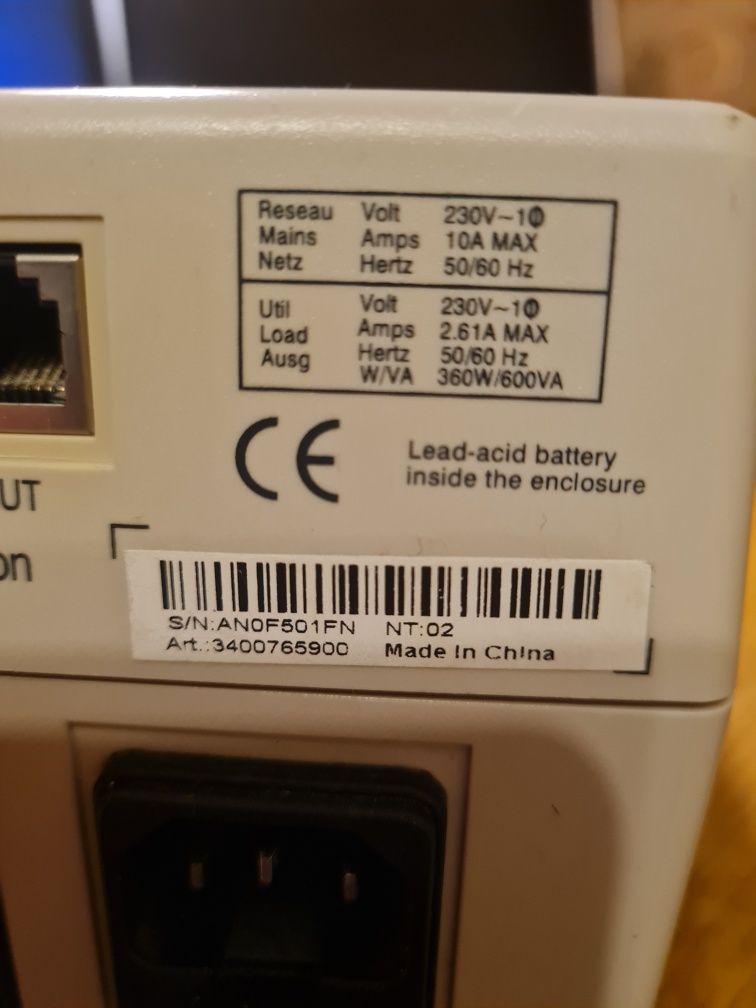 Reseau Volt 230V~1Φ
Mains Amps 10A MAX
Netz Hertz 50/60 Hz
Util Volt 230V~1Φ
Load Amps 2.61A MAX
Ausg Hertz 50/60 Hz
W/VA 360W/600VA
CE Lead-acid battery
inside the enclosure
UT
on
S/N:AN0F501FN NT:02
Art.:3400765900 Made In China